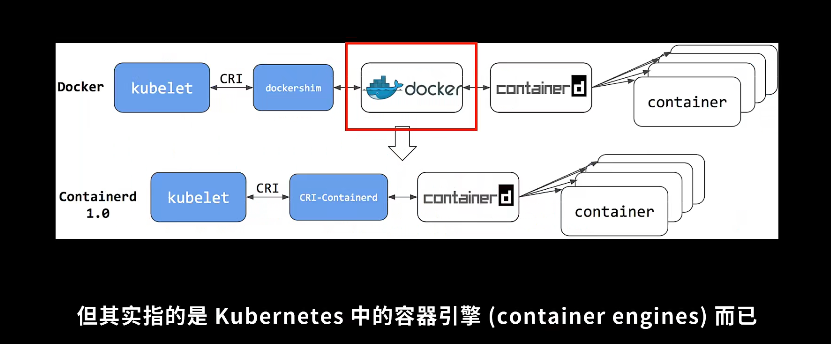 Docker
kubelet
CRI
dockershim
docker
containerd
container
Containerd
1.0
kubelet
CRI
CRI-Containerd
containerd
container
但其实指的是 Kubernetes 中的容器引擎 (container engines) 而已